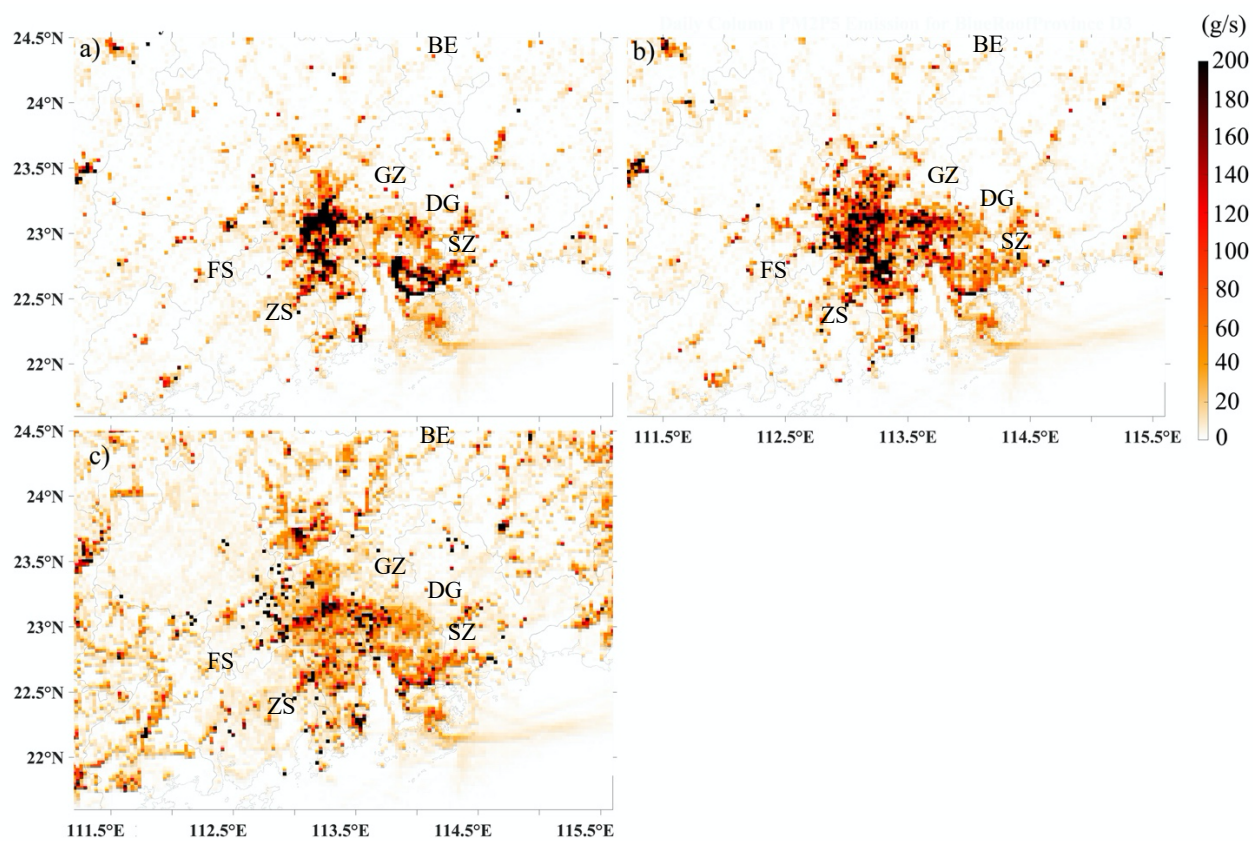 (g/s)
24.5°N
a)
BE
b)
BE
200
180
24°N
160
23.5°N
GZ
GZ
140
DG
DG
120
23°N
SZ
SZ
100
FS
FS
80
22.5°N
ZS
ZS
60
40
22°N
20
0
111.5°E 112.5°E 113.5°E 114.5°E 115.5°E
24.5°N
c)
BE
24°N
23.5°N
GZ
DG
23°N
SZ
FS
22.5°N
ZS
22°N
111.5°E 112.5°E 113.5°E 114.5°E 115.5°E